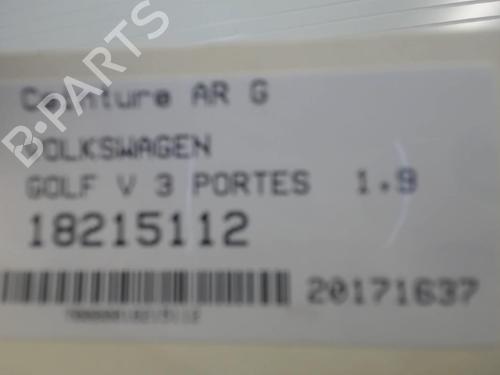 Ceinture AR G
VOLKSWAGEN
GOLF V 3 PORTES 1.9
18215112
20171637
B-PARTS